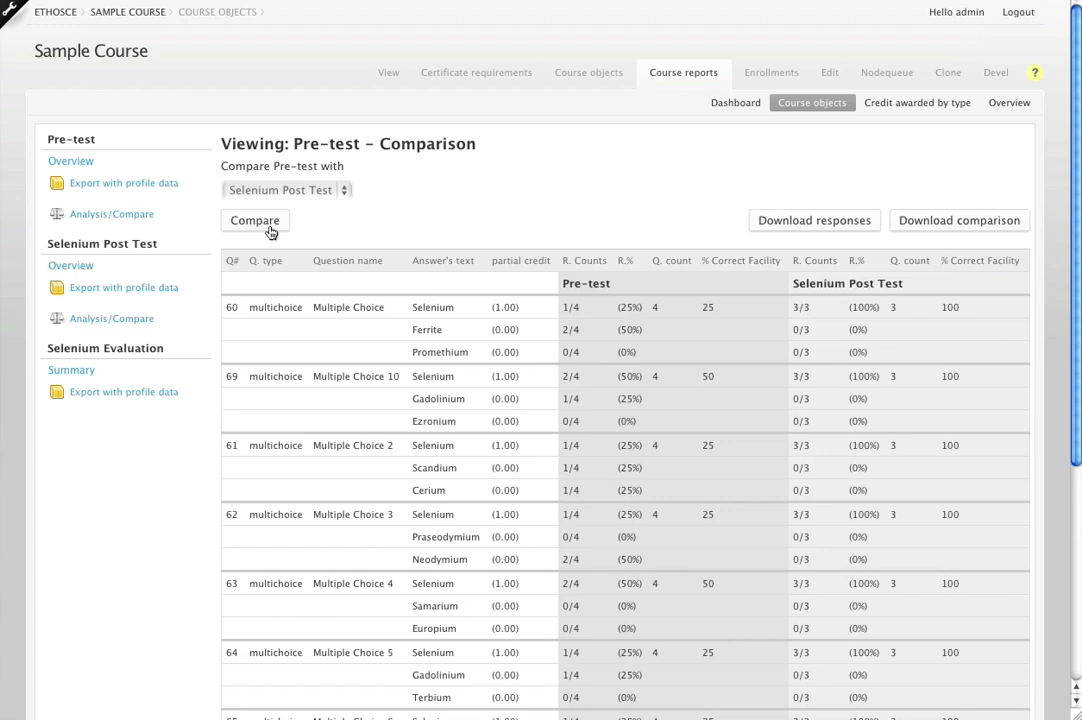 ETHOSCE > SAMPLE COURSE > COURSE OBJECTS >
Hello admin Logout
Sample Course
View Certificate requirements Course objects Course reports Enrollments Edit Nodequeue Clone Devel ?
Dashboard Course objects Credit awarded by type Overview
Pre-test
Overview
Export with profile data
Analysis/Compare
Selenium Post Test
Overview
Export with profile data
Analysis/Compare
Selenium Evaluation
Summary
Export with profile data
Viewing: Pre-test - Comparison
Compare Pre-test with
Selenium Post Test
Compare Download responses Download comparison
Q# Q. type Question name Answer's text partial credit R. Counts R.% Q. count % Correct Facility R. Counts R.% Q. count % Correct Facility
Pre-test Selenium Post Test
60 multichoice Multiple Choice Selenium (1.00) 1/4 (25%) 4 25 3/3 (100%) 3 100
Ferrite (0.00) 2/4 (50%) 0/3 (0%)
Promethium (0.00) 0/4 (0%) 0/3 (0%)
69 multichoice Multiple Choice 10 Selenium (1.00) 2/4 (50%) 4 50 3/3 (100%) 3 100
Gadolinium (0.00) 1/4 (25%) 0/3 (0%)
Ezronium (0.00) 0/4 (0%) 0/3 (0%)
61 multichoice Multiple Choice 2 Selenium (1.00) 1/4 (25%) 4 25 3/3 (100%) 3 100
Scandium (0.00) 1/4 (25%) 0/3 (0%)
Cerium (0.00) 1/4 (25%) 0/3 (0%)
62 multichoice Multiple Choice 3 Selenium (1.00) 1/4 (25%) 4 25 3/3 (100%) 3 100
Praseodymium (0.00) 0/4 (0%) 0/3 (0%)
Neodymium (0.00) 2/4 (50%) 0/3 (0%)
63 multichoice Multiple Choice 4 Selenium (1.00) 2/4 (50%) 4 50 3/3 (100%) 3 100
Samarium (0.00) 0/4 (0%) 0/3 (0%)
Europium (0.00) 0/4 (0%) 0/3 (0%)
64 multichoice Multiple Choice 5 Selenium (1.00) 1/4 (25%) 4 25 3/3 (100%) 3 100
Gadolinium (0.00) 1/4 (25%) 0/3 (0%)
Terbium (0.00) 0/4 (0%) 0/3 (0%)